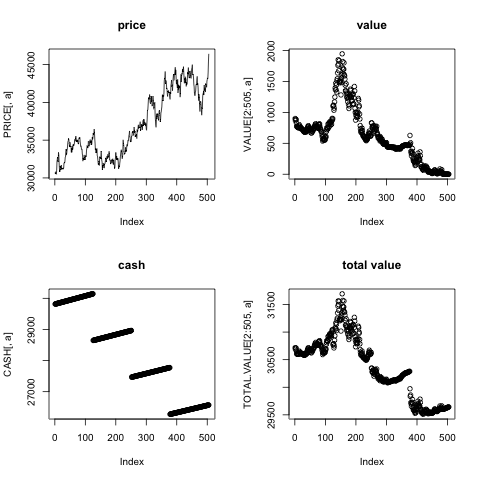 price
PRICE[, a]
45000
40000
35000
30000
0 100 200 300 400 500
Index
value
VALUE[2:505, a]
2000
1500
1000
500
0
0 100 200 300 400 500
Index
cash
CASH[, a]
29000
27000
0 100 200 300 400 500
Index
total value
TOTAL.VALUE[2:505, a]
31500
30500
29500
0 100 200 300 400 500
Index